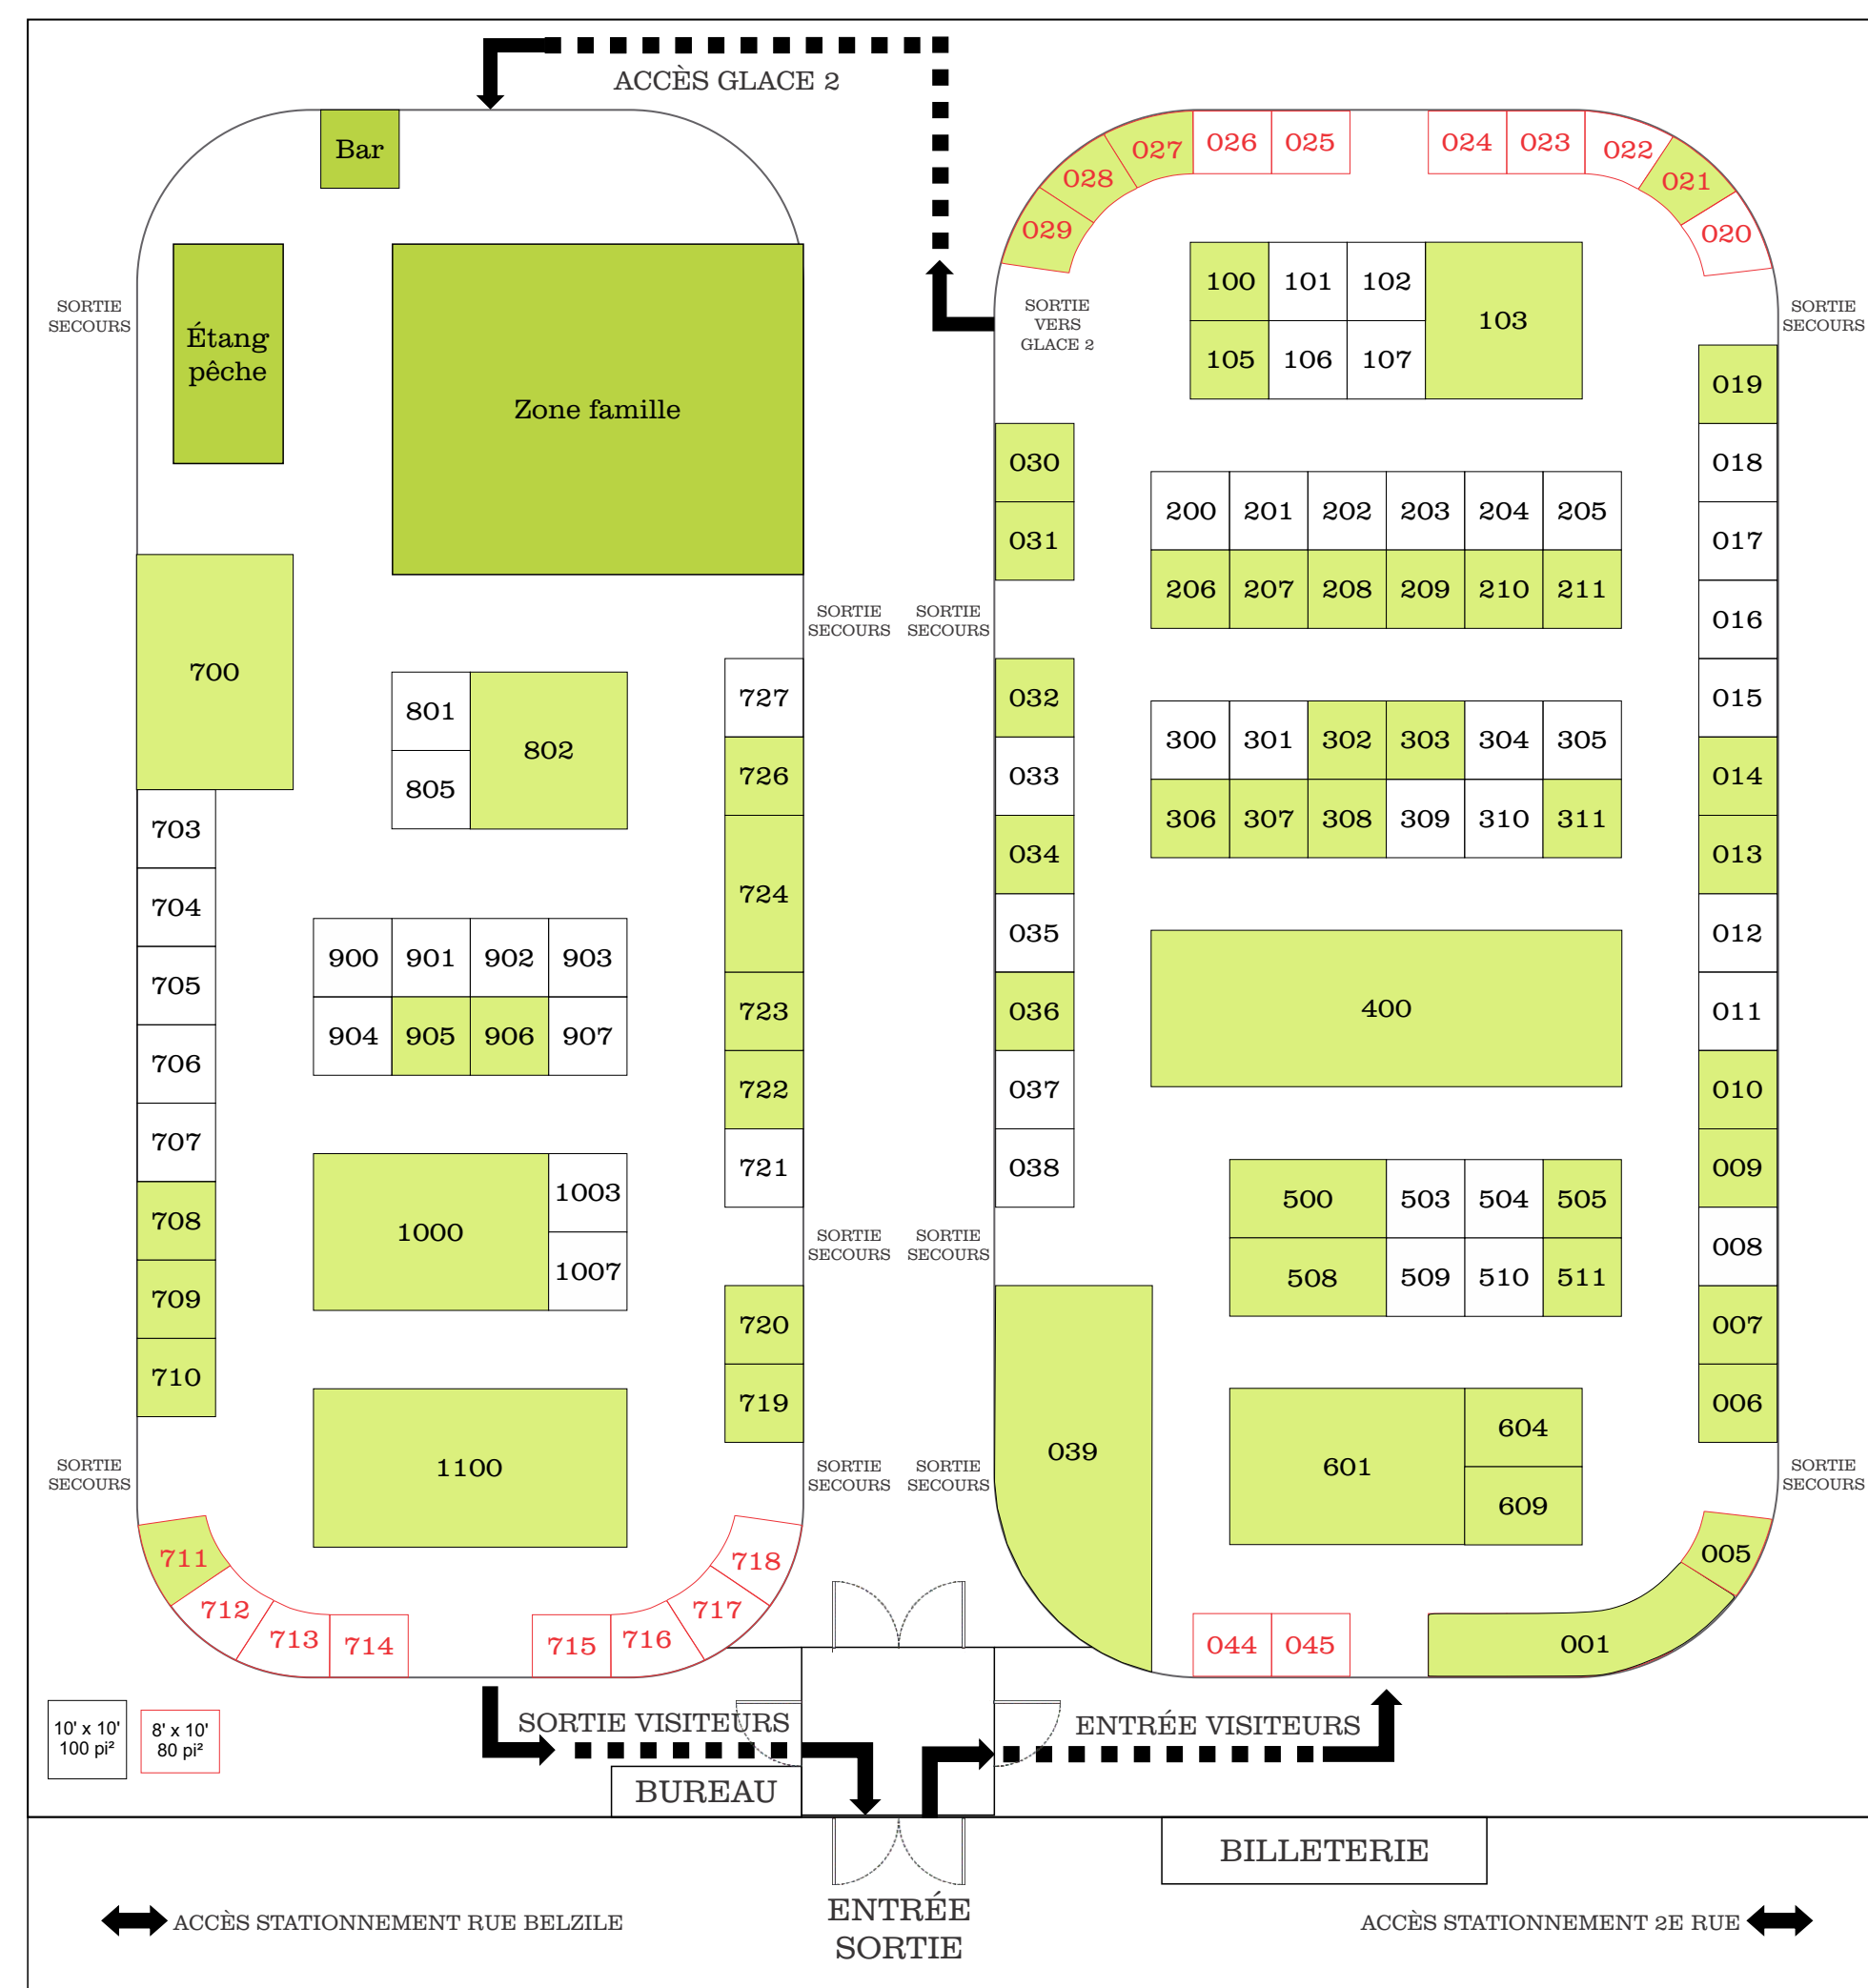 ACCÈS GLACE 2
Bar
Étang
pêche
Zone famille
SORTIE
SECOURS
700
703
704
705
706
707
708
709
710
SORTIE
SECOURS
711
712
713
714
715
716
717
718
801
802
805
900 901 902 903
904 905 906 907
1000
1003
1007
1100
727
726
724
723
722
721
720
719
SORTIE
SECOURS
SORTIE
SECOURS
SORTIE
SECOURS
SORTIE
SECOURS
SORTIE
SECOURS
SORTIE
SECOURS
029
028
027
026
025
024
023
022
021
020
SORTIE
VERS
GLACE 2
SORTIE
SECOURS
030
031
032
033
034
035
036
037
038
039
100 101 102 103
105 106 107
200 201 202 203 204 205
206 207 208 209 210 211
300 301 302 303 304 305
306 307 308 309 310 311
400
500 503 504 505
508 509 510 511
601
604
609
019
018
017
016
015
014
013
012
011
010
009
008
007
006
SORTIE
SECOURS
005
001
044
045
10' x 10'
100 pi²
8' x 10'
80 pi²
SORTIE VISITEURS
ENTRÉE VISITEURS
BUREAU
BILLETERIE
ENTRÉE
SORTIE
ACCÈS STATIONNEMENT RUE BELZILE
ACCÈS STATIONNEMENT 2E RUE